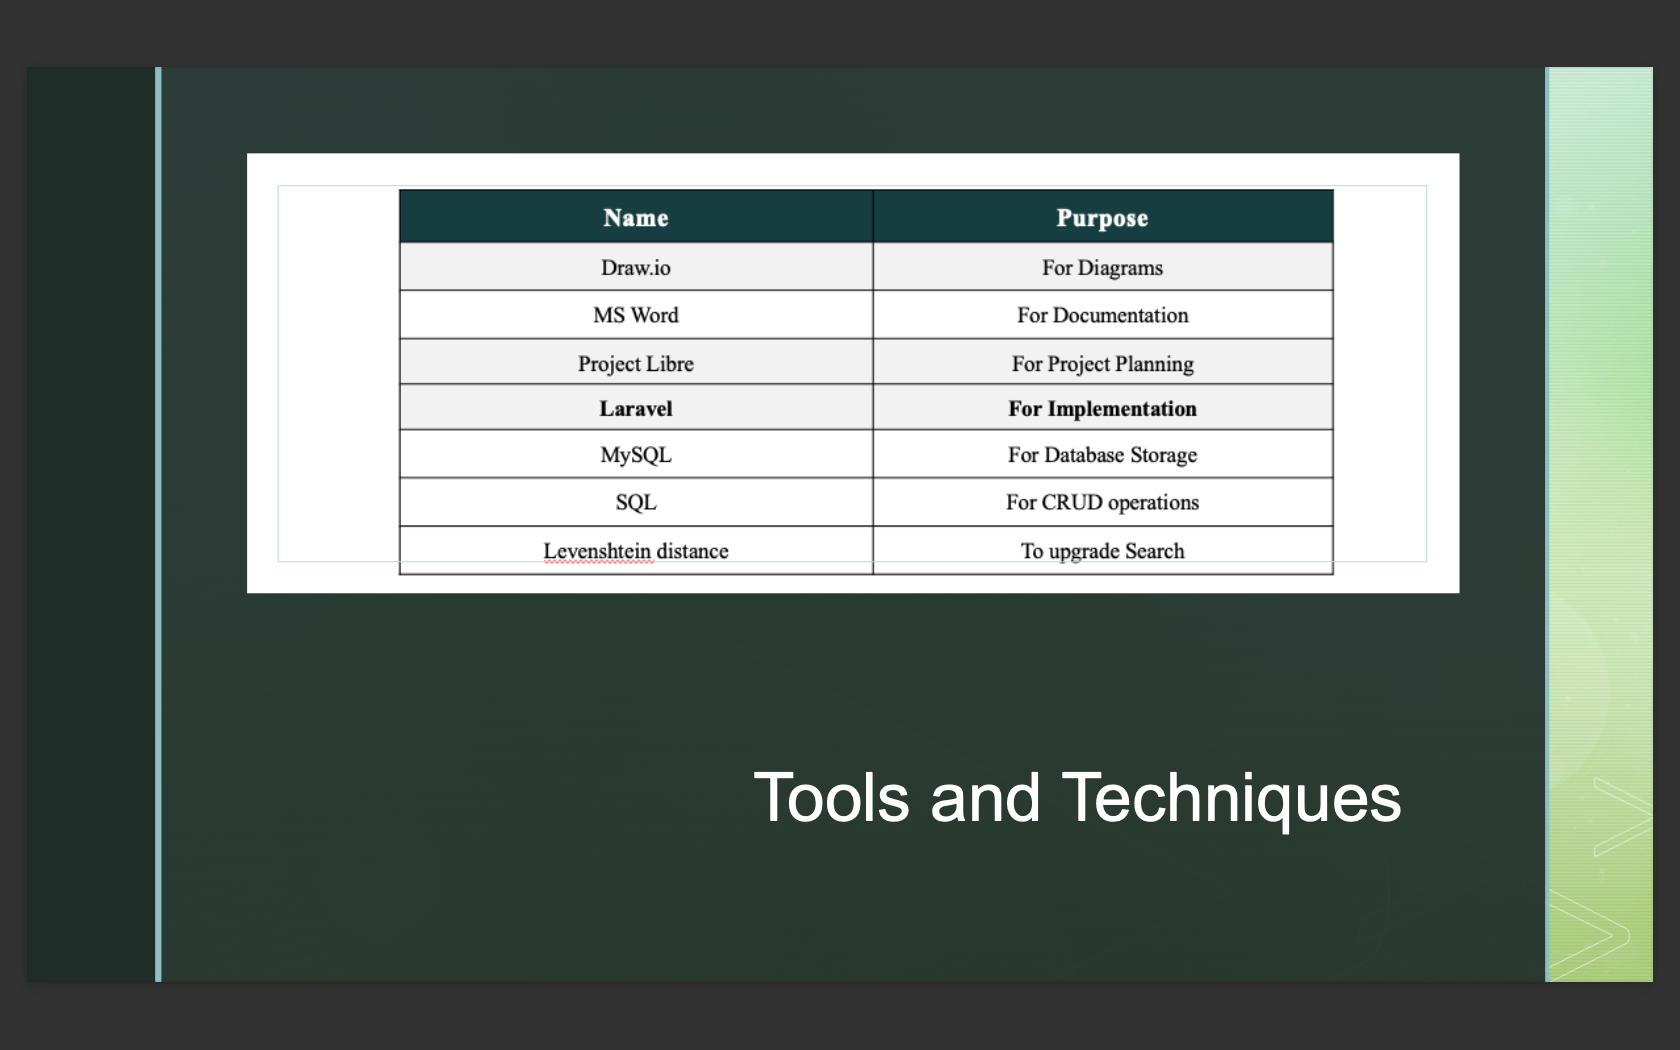 Name Purpose
Draw.io For Diagrams
MS Word For Documentation
Project Libre For Project Planning
Laravel For Implementation
MySQL For Database Storage
SQL For CRUD operations
Levenshtein distance To upgrade Search
Tools and Techniques